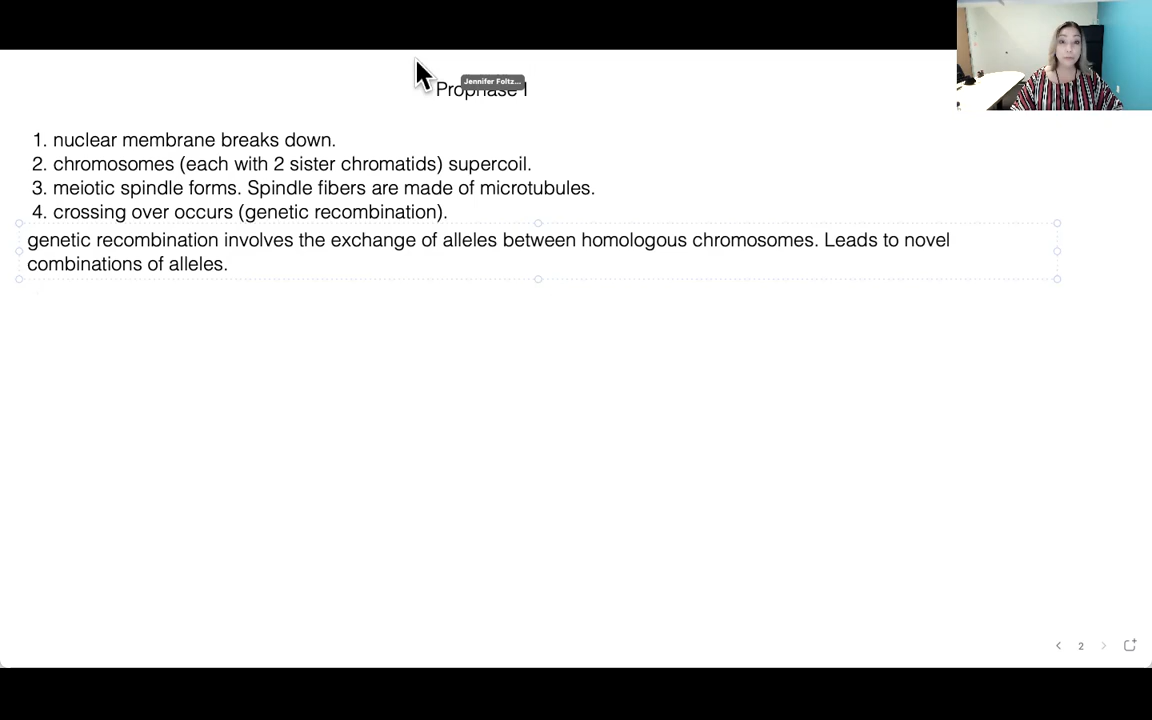 Jennifer Foltz...
Prophase I
1. nuclear membrane breaks down.
2. chromosomes (each with 2 sister chromatids) supercoil.
3. meiotic spindle forms. Spindle fibers are made of microtubules.
4. crossing over occurs (genetic recombination).
genetic recombination involves the exchange of alleles between homologous chromosomes. Leads to novel
combinations of alleles.
2